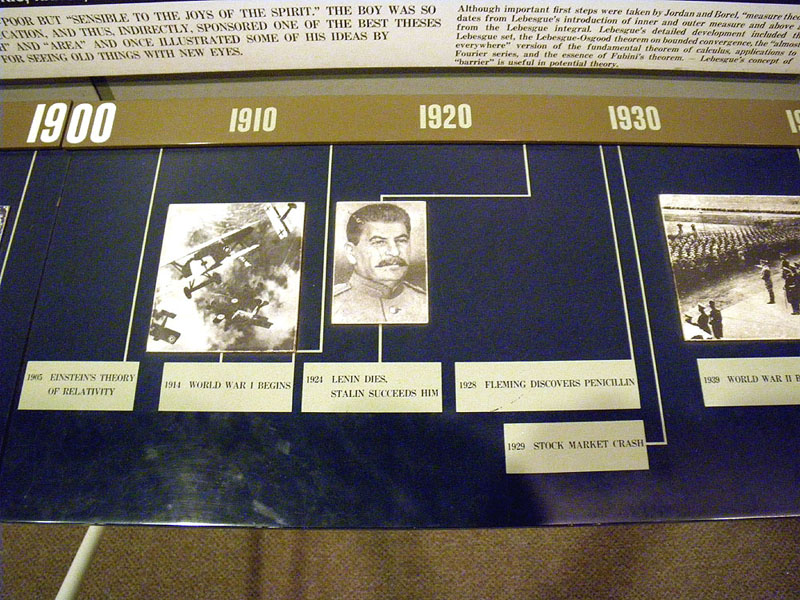 POOR BUT "SENSIBLE TO THE JOYS OF THE SPIRIT." THE BOY WAS SO
AND THUS, INDIRECTLY, SPONSORED ONE OF THE BEST THESES
AND "AREA" AND ONCE ILLUSTRATED SOME OF HIS IDEAS BY
FOR SEEING OLD THINGS WITH NEW EYES.
Although important first steps were taken by Jordan and Borel, "measure
dates from Lebesgue's introduction of inner and outer measure and above
from the Lebesgue integral. Lebesgue's detailed development included
Lebesgue set, the Lebesgue-Osgood theorem on bounded convergence, the "almost
everywhere" version of the fundamental theorem of calculus, applications to
Fourier series, and the essence of Fubini's theorem. – Lebesgue's concept of
"barrier" is useful in potential theory.
1900
1910
1920
1930
1905 EINSTEIN'S THEORY
OF RELATIVITY
1914 WORLD WAR I BEGINS
1924 LENIN DIES,
STALIN SUCCEEDS HIM
1928 FLEMING DISCOVERS PENICILLIN
1939 WORLD WAR II B
1929 STOCK MARKET CRASH